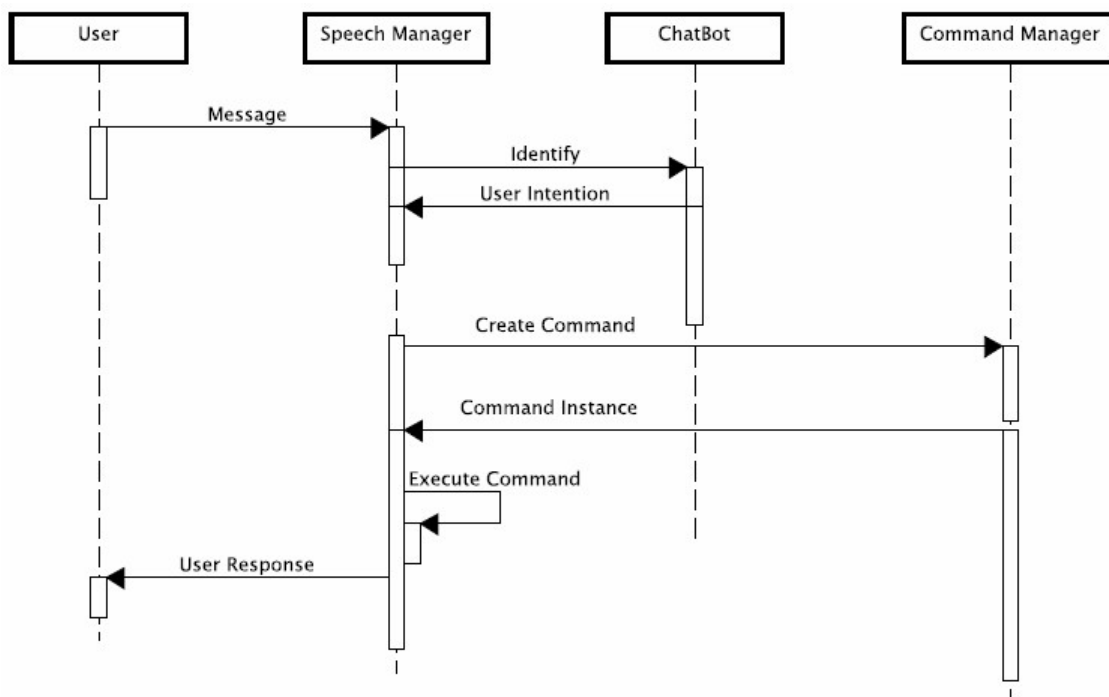 User
Speech Manager
ChatBot
Command Manager
Message
Identify
User Intention
Create Command
Command Instance
Execute Command
User Response